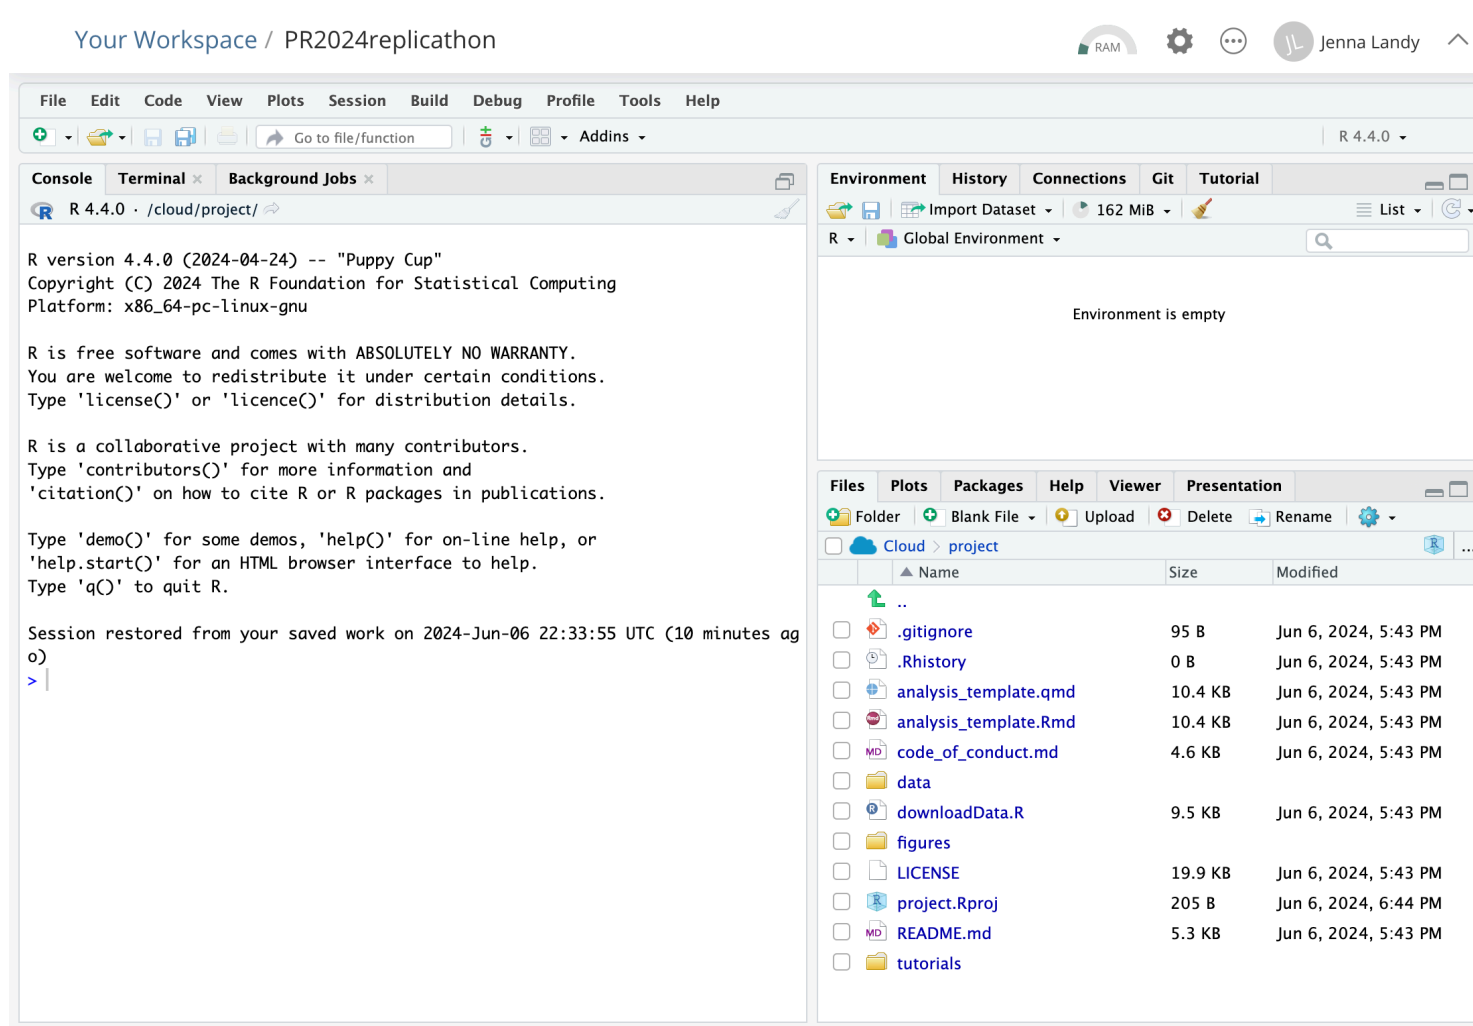 Your Workspace / PR2024replicathon
RAM
JL
Jenna Landy
File Edit Code View Plots Session Build Debug Profile Tools Help
Go to file/function
Addins
R 4.4.0
Console Terminal Background Jobs
R 4.4.0 · /cloud/project/
R version 4.4.0 (2024-04-24) -- "Puppy Cup"
Copyright (C) 2024 The R Foundation for Statistical Computing
Platform: x86_64-pc-linux-gnu
R is free software and comes with ABSOLUTELY NO WARRANTY.
You are welcome to redistribute it under certain conditions.
Type 'license()' or 'licence()' for distribution details.
R is a collaborative project with many contributors.
Type 'contributors()' for more information and
'citation()' on how to cite R or R packages in publications.
Type 'demo()' for some demos, 'help()' for on-line help, or
'help.start()' for an HTML browser interface to help.
Type 'q()' to quit R.
Session restored from your saved work on 2024-Jun-06 22:33:55 UTC (10 minutes ag
o)
>
Environment History Connections Git Tutorial
Import Dataset 162 MiB List
R Global Environment
Environment is empty
Files Plots Packages Help Viewer Presentation
Folder Blank File Upload Delete Rename
Cloud > project R ...
Name Size Modified
..
.gitignore 95 B Jun 6, 2024, 5:43 PM
.Rhistory 0 B Jun 6, 2024, 5:43 PM
analysis_template.qmd 10.4 KB Jun 6, 2024, 5:43 PM
analysis_template.Rmd 10.4 KB Jun 6, 2024, 5:43 PM
MD code_of_conduct.md 4.6 KB Jun 6, 2024, 5:43 PM
data
downloadData.R 9.5 KB Jun 6, 2024, 5:43 PM
figures
LICENSE 19.9 KB Jun 6, 2024, 5:43 PM
project.Rproj 205 B Jun 6, 2024, 6:44 PM
MD README.md 5.3 KB Jun 6, 2024, 5:43 PM
tutorials